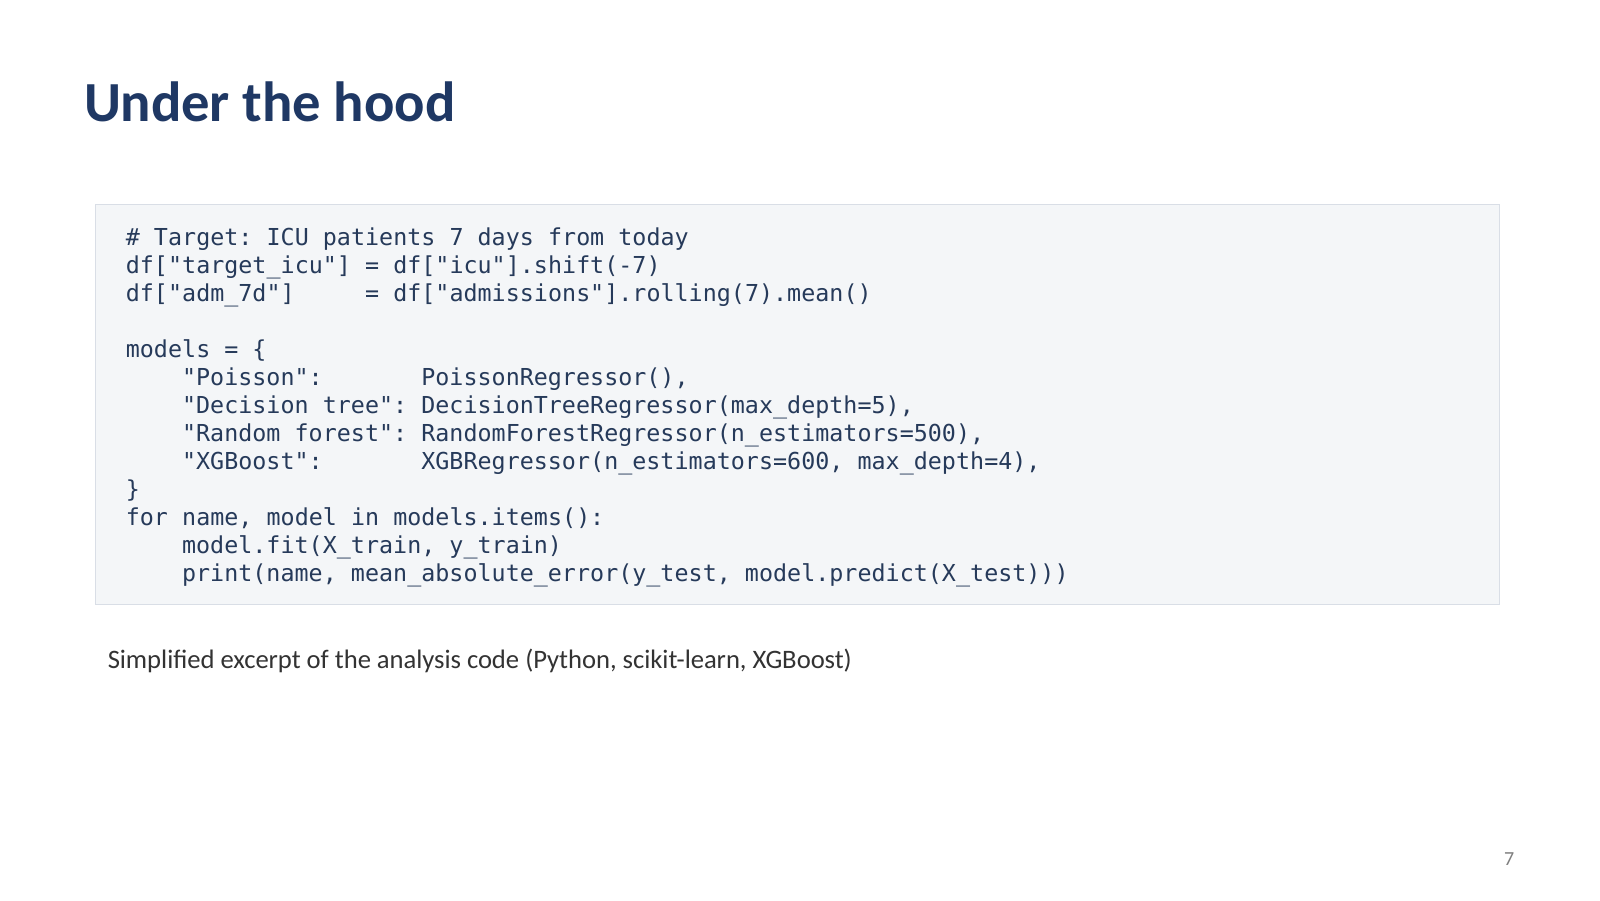 Under the hood
# Target: ICU patients 7 days from today
df["target_icu"] = df["icu"].shift(-7)
df["adm_7d"]     = df["admissions"].rolling(7).mean()

models = {
    "Poisson":       PoissonRegressor(),
    "Decision tree": DecisionTreeRegressor(max_depth=5),
    "Random forest": RandomForestRegressor(n_estimators=500),
    "XGBoost":       XGBRegressor(n_estimators=600, max_depth=4),
}
for name, model in models.items():
    model.fit(X_train, y_train)
    print(name, mean_absolute_error(y_test, model.predict(X_test)))
Simplified excerpt of the analysis code (Python, scikit-learn, XGBoost)
7